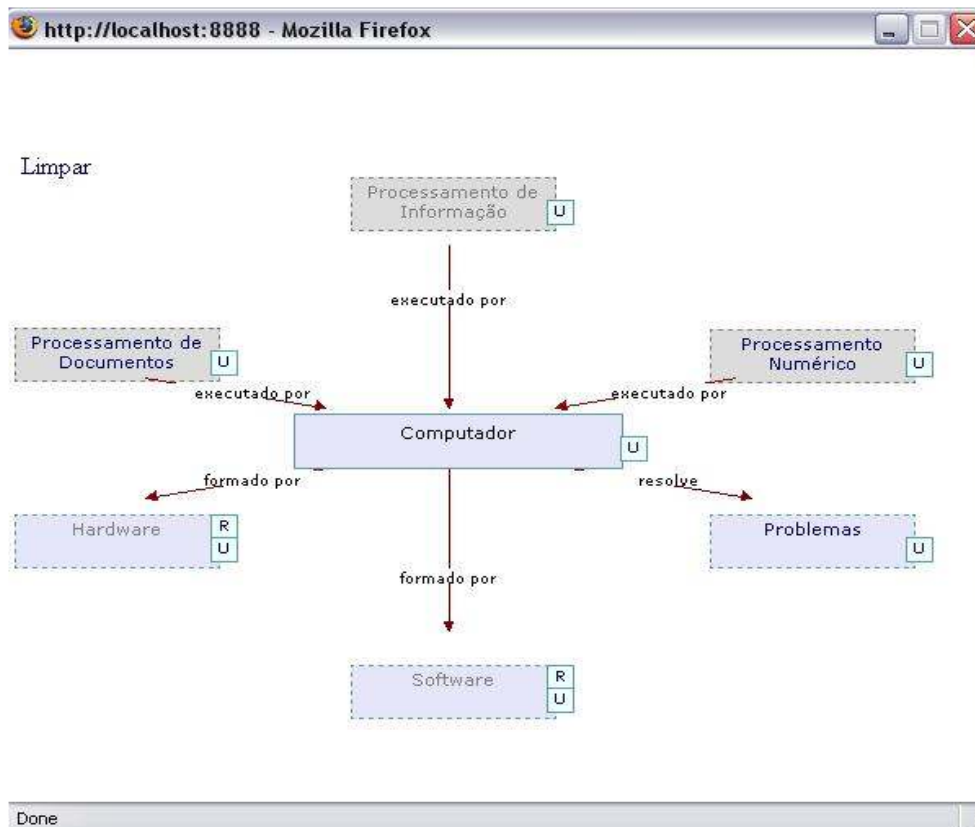 http://localhost:8888 - Mozilla Firefox
Limpar
Processamento de
Informação
U
executado por
Processamento de
Documentos
U
Processamento
Numérico
U
executado por
executado por
Computador
U
formado por
resolve
Hardware
R
U
Problemas
U
formado por
Software
R
U
Done